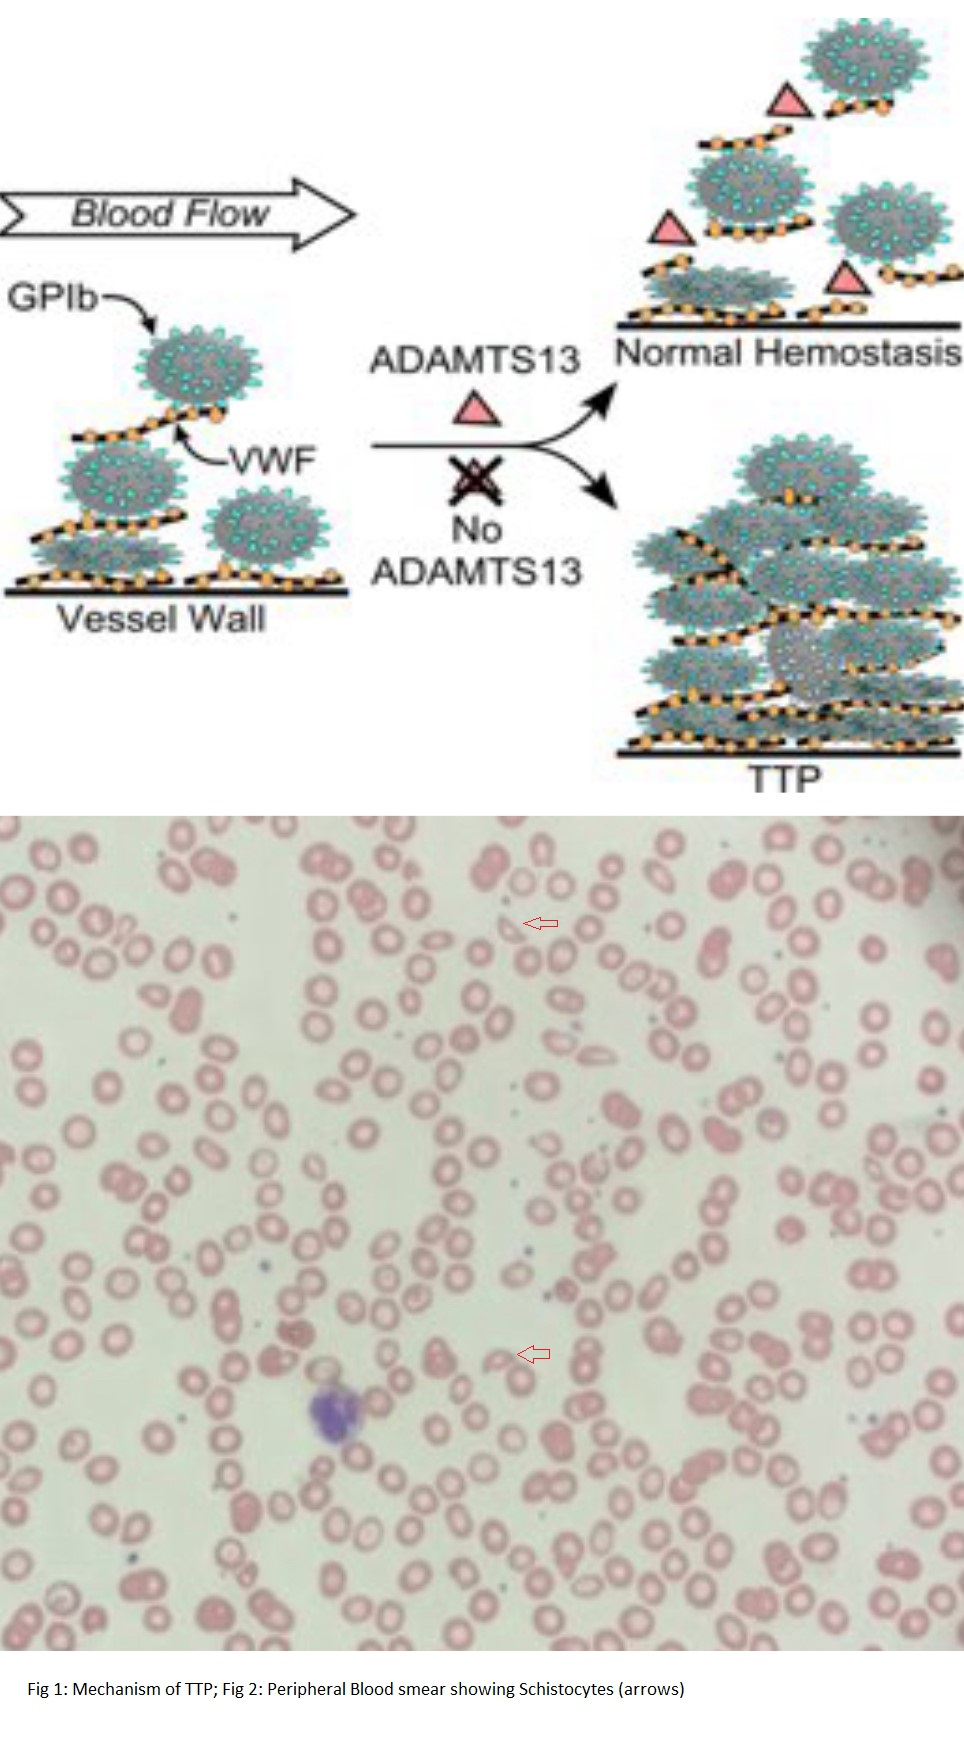 Blood Flow
GPIb
VWF
Vessel Wall
ADAMTS13
No
ADAMTS13
Normal Hemostasis
TTP
Fig 1: Mechanism of TTP; Fig 2: Peripheral Blood smear showing Schistocytes (arrows)